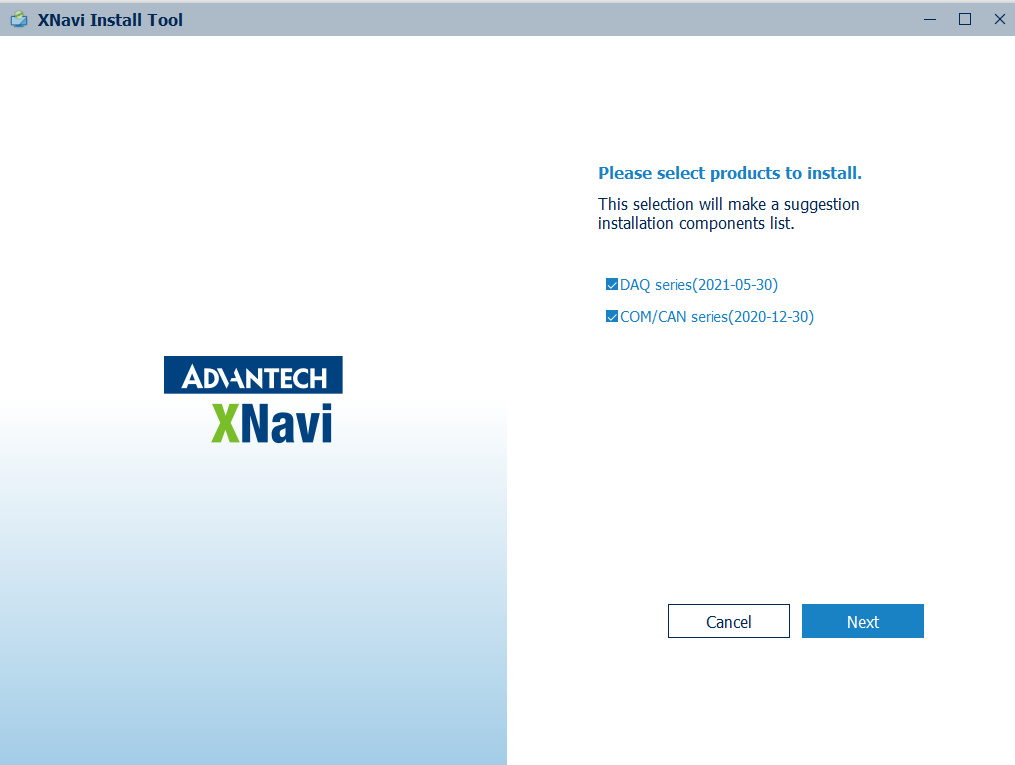 XNavi Install Tool
Please select products to install.
This selection will make a suggestion
installation components list.
DAQ series(2021-05-30)
COM/CAN series(2020-12-30)
ADVANTECH
XNavi
Cancel
Next